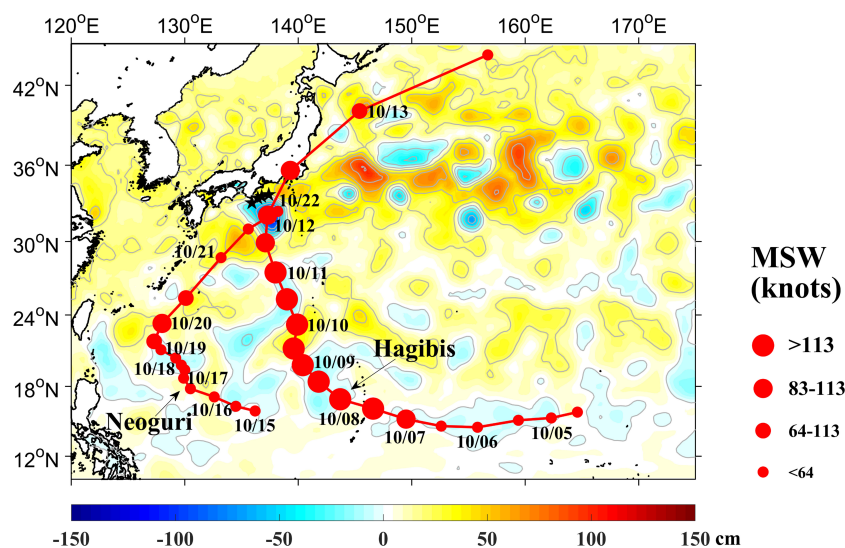 120°E 130°E 140°E 150°E 160°E 170°E
42°N
36°N
30°N
24°N
18°N
12°N
10/13
10/22
10/12
10/21
10/11
10/20
10/10
10/19
10/18
10/09
Hagibis
10/17
Neoguri
10/16
10/15
10/08
10/07
10/06
10/05
MSW
(knots)
>113
83-113
64-113
<64
-150 -100 -50 0 50 100 150 cm